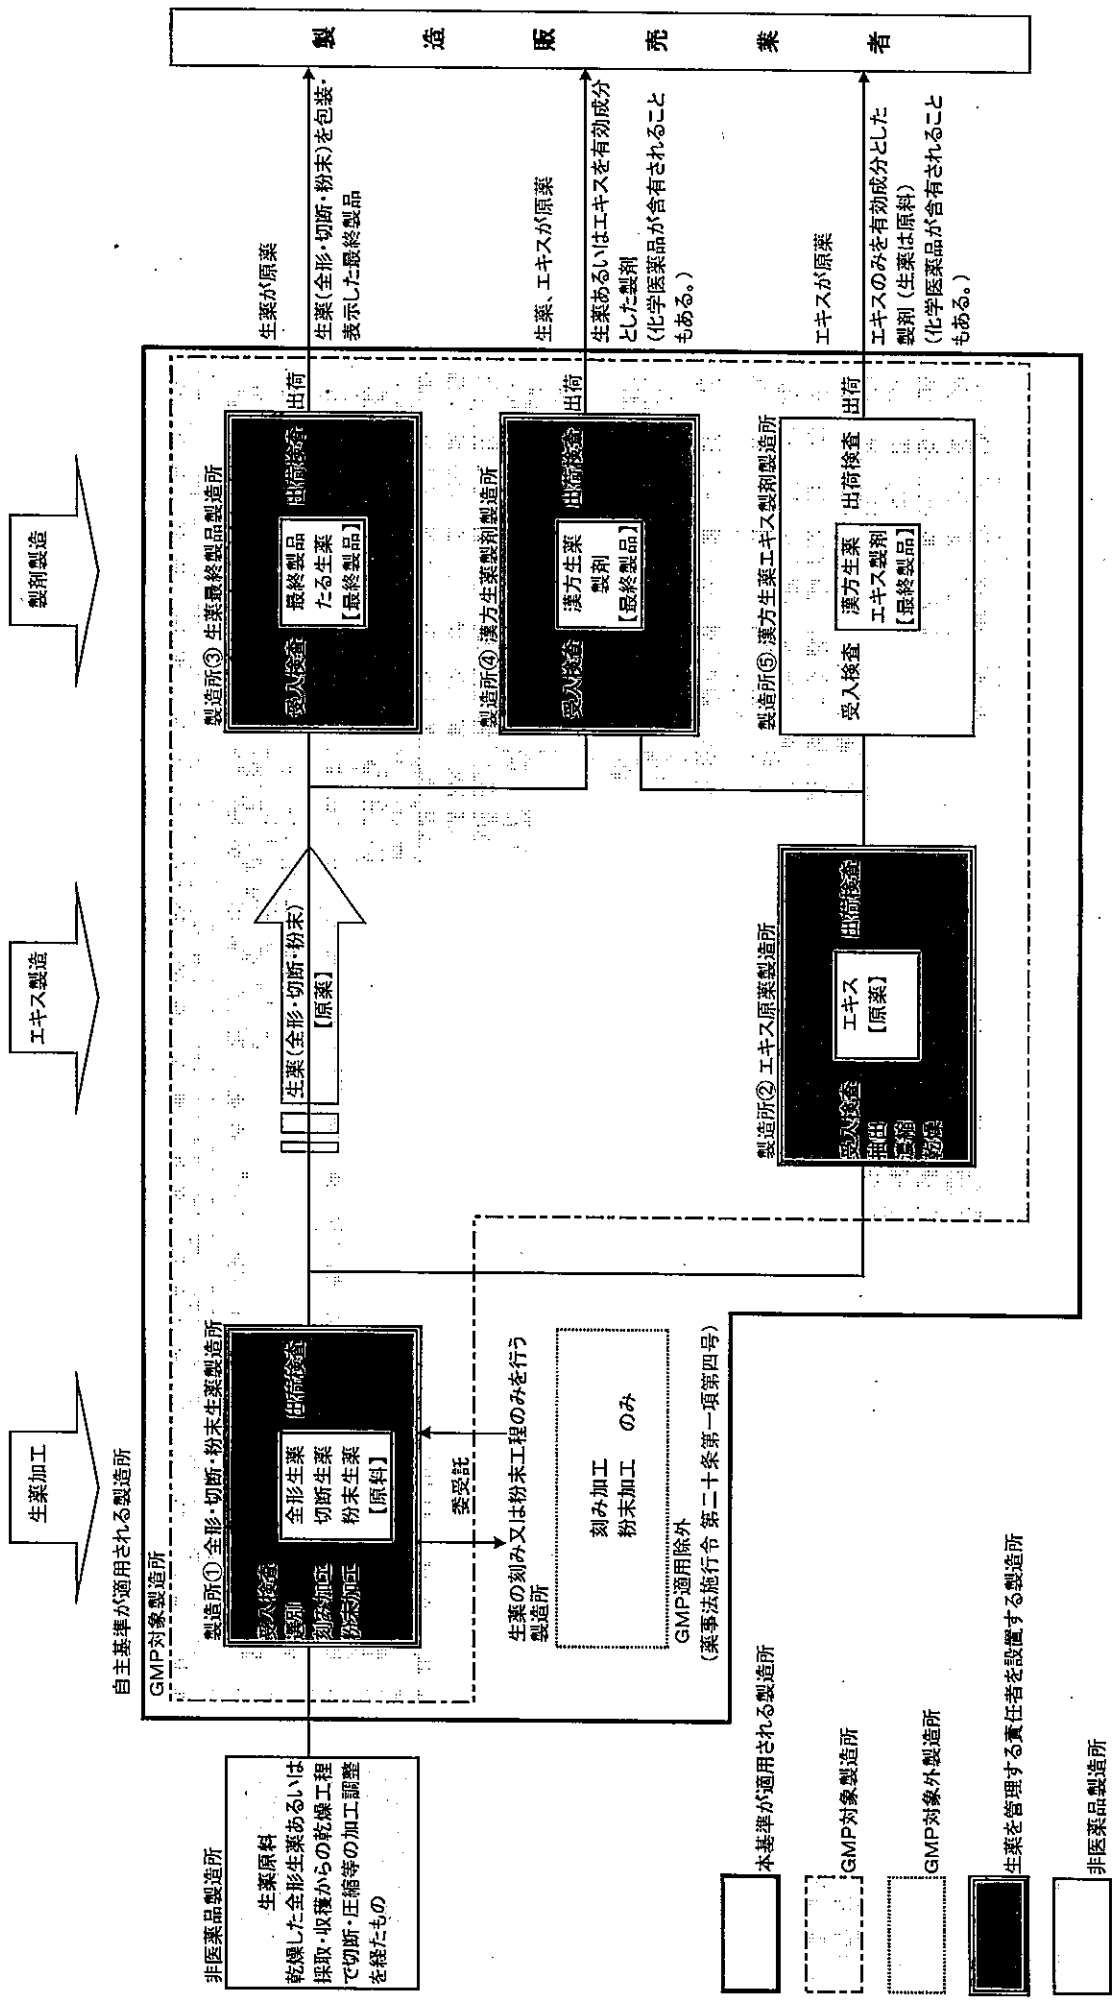 生薬加工
エキス製造
製剤製造
自主基準が適用される製造所
GMP対象製造所
非医薬品製造所
生薬原料
乾燥した全形生薬あるいは
採取・収穫からの乾燥工程
で切断・圧縮等の加工調整
を経たもの
製造所① 全形・切断・粉末生薬製造所
受入検査
選別
刻み加工
粉末加工
全形生薬
切断生薬
粉末生薬
【原料】
出荷検査
委受託
生薬の刻み又は粉末工程のみを行う
製造所
刻み加工
粉末加工
のみ
GMP適用除外
(薬事法施行令 第二十条第一項第四号)
生薬(全形・切断・粉末)
【原薬】
製造所② エキス原薬製造所
受入検査
抽出
濃縮
乾燥
エキス
【原薬】
出荷検査
製造所③ 生薬最終製品製造所
受入検査
最終製品
たる生薬
【最終製品】
出荷検査
出荷
製造所④ 漢方生薬製剤製造所
受入検査
漢方生薬
製剤
【最終製品】
出荷検査
出荷
製造所⑤ 漢方生薬エキス製剤製造所
受入検査
漢方生薬
エキス製剤
【最終製品】
出荷検査
出荷
生薬が原薬
生薬(全形・切断・粉末)を包装・
表示した最終製品
生薬、エキスが原薬
生薬あるいはエキスを有効成分
とした製剤
(化学医薬品が含有されること
もある。)
エキスが原薬
エキスのみを有効成分とした
製剤 (生薬は原料)
(化学医薬品が含有されること
もある。)
製造販売業者
本基準が適用される製造所
GMP対象製造所
GMP対象外製造所
生薬を管理する責任者を設置する製造所
非医薬品製造所